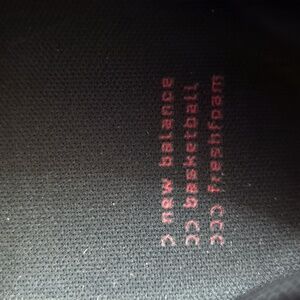 > new balance
>> basketball
>>> freshfoam